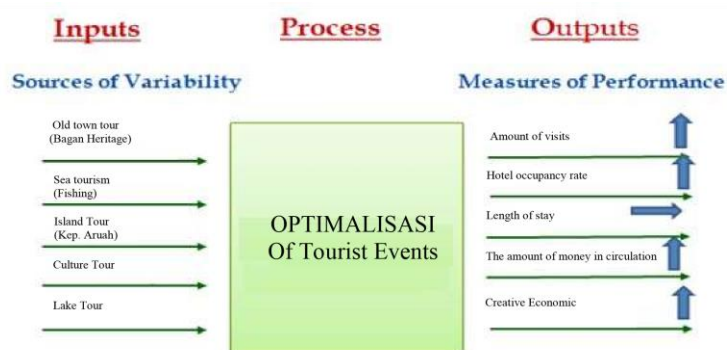 Inputs
Process
Outputs
Sources of Variability
Measures of Performance
Old town tour
(Bagan Heritage)
Sea tourism
(Fishing)
Island Tour
(Kep. Aruah)
Culture Tour
Lake Tour
OPTIMALISASI
Of Tourist Events
Amount of visits
Hotel occupancy rate
Length of stay
The amount of money in circulation
Creative Economic